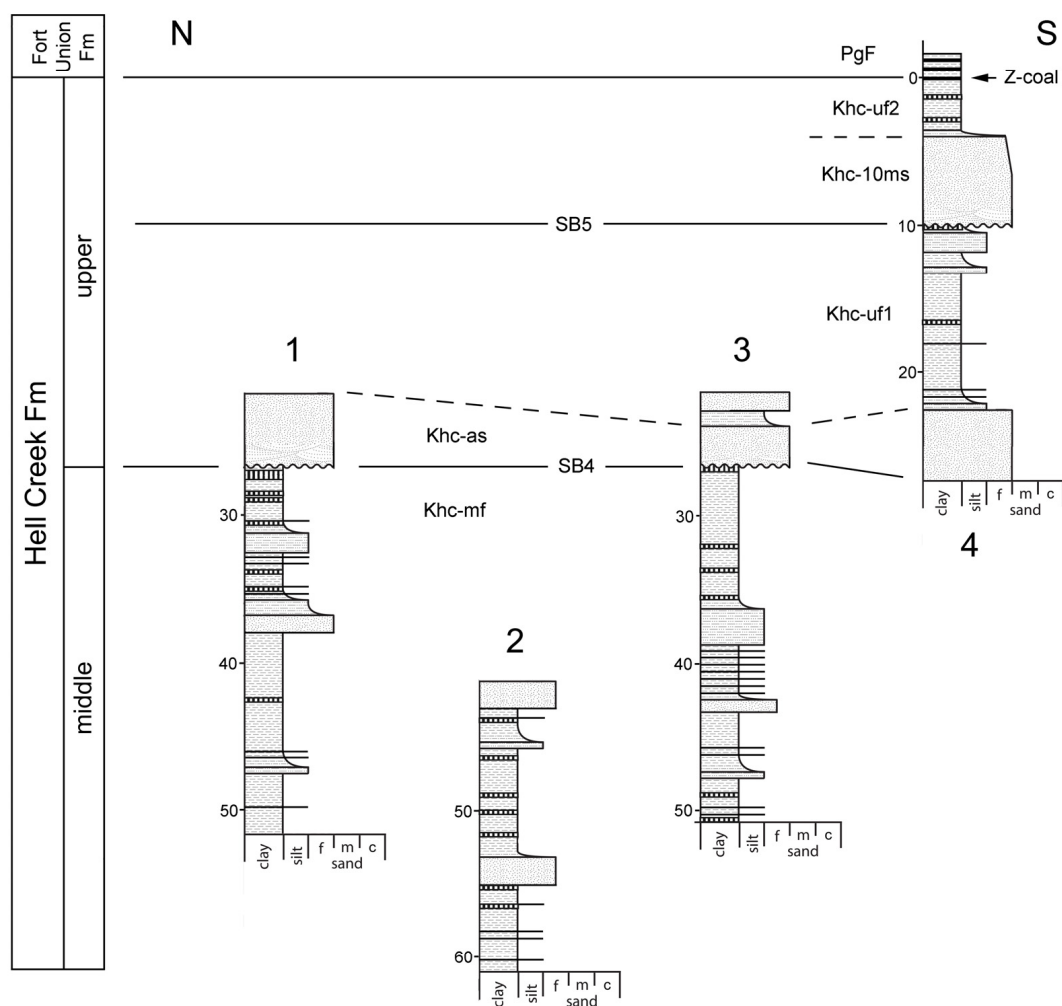 Fort
Union
Fm
N
S
PgF
0
Z-coal
Khc-uf2
Khc-10ms
SB5
10
Khc-uf1
upper
Hell Creek Fm
20
1
3
Khc-as
SB4
clay
silt
f
m
c
sand
4
Khc-mf
30
30
middle
2
40
40
50
50
50
clay
silt
f
m
c
sand
clay
silt
f
m
c
sand
60
clay
silt
f
m
c
sand